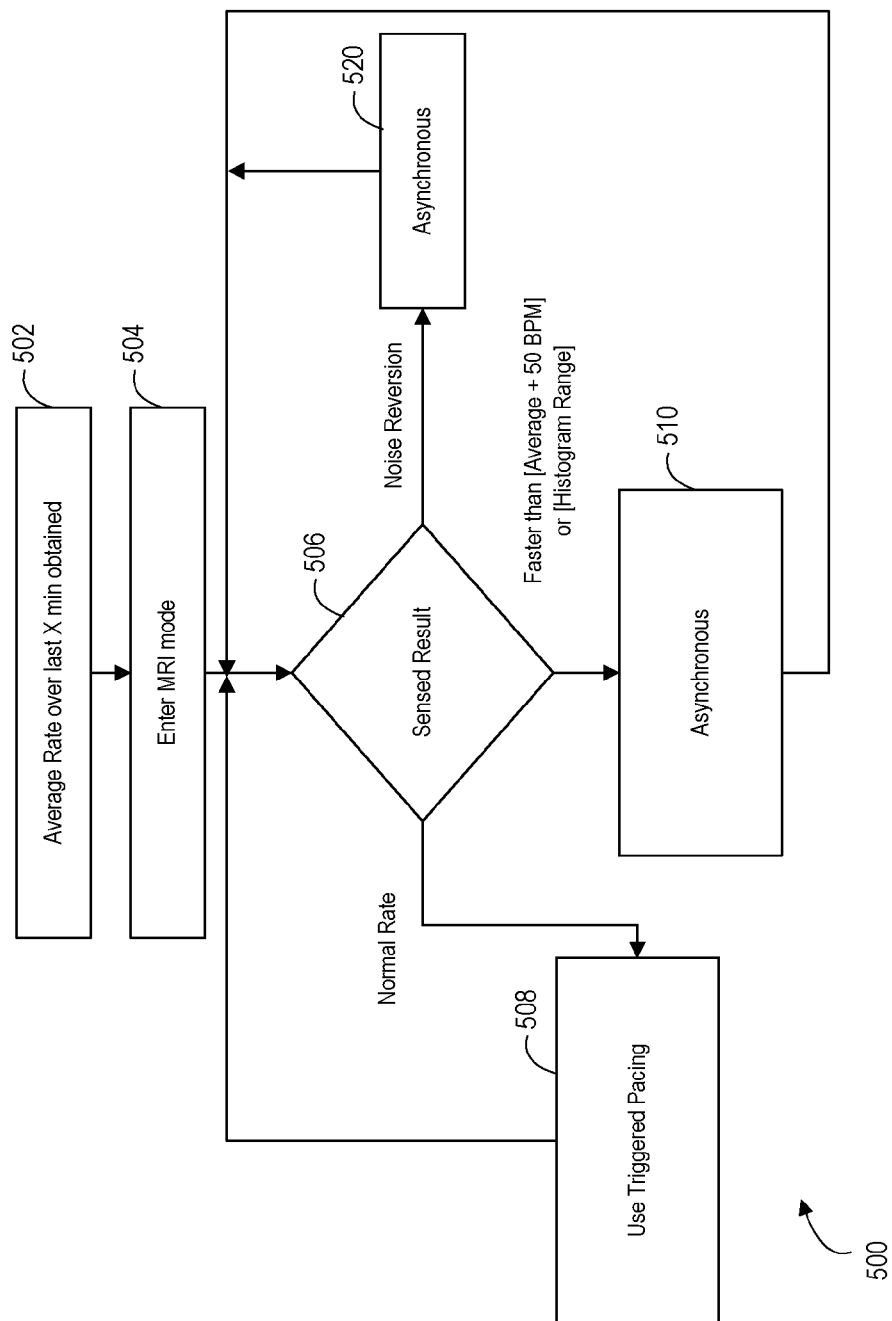 502
Average Rate over last X min obtained
504
Enter MRI mode
506
Sensed Result
Normal Rate
508
Use Triggered Pacing
Noise Reversion
520
Asynchronous
Faster than [Average + 50 BPM]
or [Histogram Range]
510
Asynchronous
500